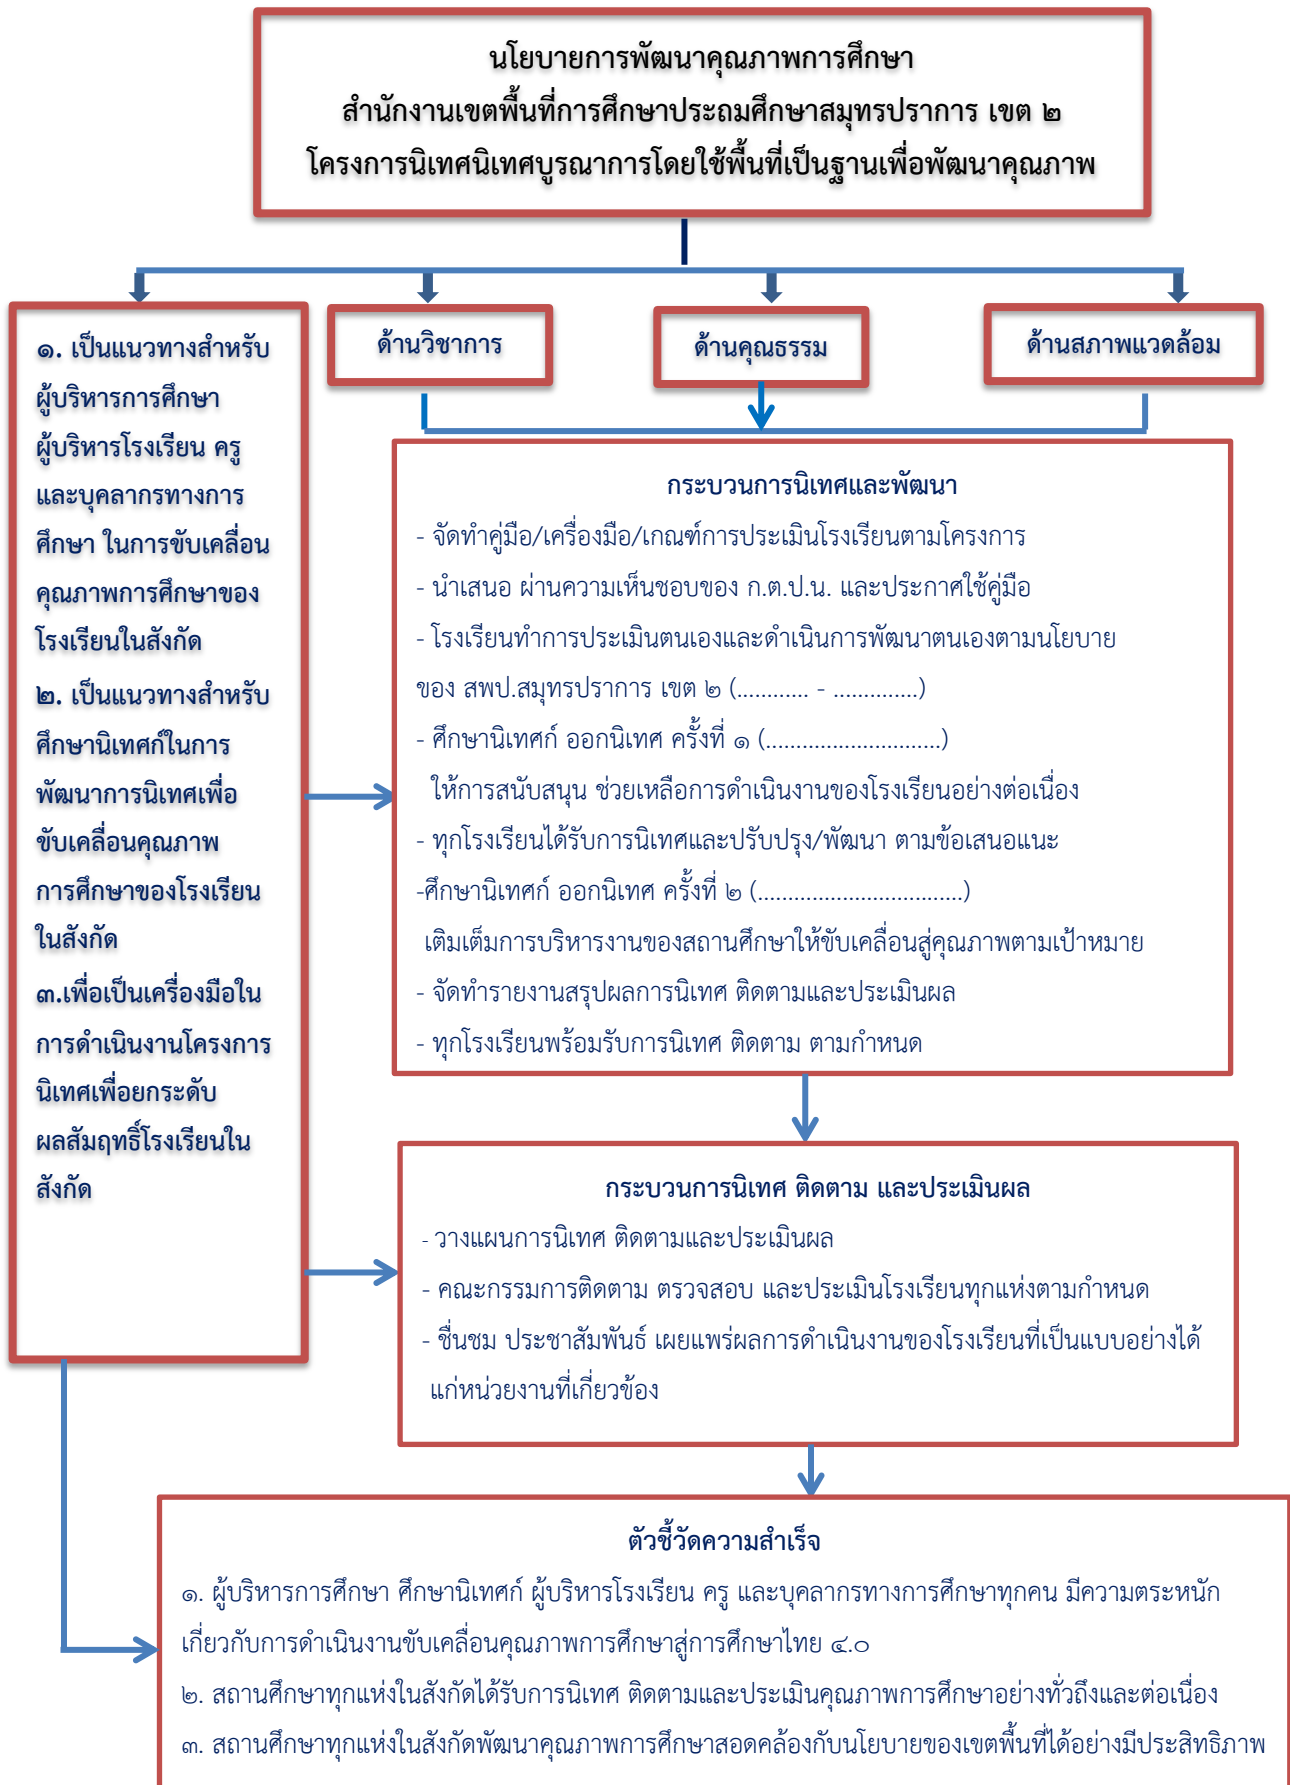 นโยบายการพัฒนาคุณภาพการศึกษา
สำนักงานเขตพื้นที่การศึกษาประถมศึกษาสมุทรปราการ เขต ๒
โครงการนิเทศนิเทศบูรณาการโดยใช้พื้นที่เป็นฐานเพื่อพัฒนาคุณภาพ
๑. เป็นแนวทางสำหรับ
ผู้บริหารการศึกษา
ผู้บริหารโรงเรียน ครู
และบุคลากรทางการ
ศึกษา ในการขับเคลื่อน
คุณภาพการศึกษาของ
โรงเรียนในสังกัด
๒. เป็นแนวทางสำหรับ
ศึกษานิเทศก์ในการ
พัฒนาการนิเทศเพื่อ
ขับเคลื่อนคุณภาพ
การศึกษาของโรงเรียน
ในสังกัด
๓.เพื่อเป็นเครื่องมือใน
การดำเนินงานโครงการ
นิเทศเพื่อยกระดับ
ผลสัมฤทธิ์โรงเรียนใน
สังกัด
ด้านวิชาการ
ด้านคุณธรรม
ด้านสภาพแวดล้อม
กระบวนการนิเทศและพัฒนา
- จัดทำคู่มือ/เครื่องมือ/เกณฑ์การประเมินโรงเรียนตามโครงการ
- นำเสนอ ผ่านความเห็นชอบของ ก.ต.ป.น. และประกาศใช้คู่มือ
- โรงเรียนทำการประเมินตนเองและดำเนินการพัฒนาตนเองตามนโยบาย
ของ สพป.สมุทรปราการ เขต ๒ (............ - ..............)
- ศึกษานิเทศก์ ออกนิเทศ ครั้งที่ ๑ (............................)
ให้การสนับสนุน ช่วยเหลือการดำเนินงานของโรงเรียนอย่างต่อเนื่อง
- ทุกโรงเรียนได้รับการนิเทศและปรับปรุง/พัฒนา ตามข้อเสนอแนะ
-ศึกษานิเทศก์ ออกนิเทศ ครั้งที่ ๒ (.................................)
เติมเต็มการบริหารงานของสถานศึกษาให้ขับเคลื่อนสู่คุณภาพตามเป้าหมาย
- จัดทำรายงานสรุปผลการนิเทศ ติดตามและประเมินผล
- ทุกโรงเรียนพร้อมรับการนิเทศ ติดตาม ตามกำหนด
กระบวนการนิเทศ ติดตาม และประเมินผล
- วางแผนการนิเทศ ติดตามและประเมินผล
- คณะกรรมการติดตาม ตรวจสอบ และประเมินโรงเรียนทุกแห่งตามกำหนด
- ชื่นชม ประชาสัมพันธ์ เผยแพร่ผลการดำเนินงานของโรงเรียนที่เป็นแบบอย่างได้
แก่หน่วยงานที่เกี่ยวข้อง
ตัวชี้วัดความสำเร็จ
๑. ผู้บริหารการศึกษา ศึกษานิเทศก์ ผู้บริหารโรงเรียน ครู และบุคลากรทางการศึกษาทุกคน มีความตระหนัก
เกี่ยวกับการดำเนินงานขับเคลื่อนคุณภาพการศึกษาสู่การศึกษาไทย ๔.๐
๒. สถานศึกษาทุกแห่งในสังกัดได้รับการนิเทศ ติดตามและประเมินคุณภาพการศึกษาอย่างทั่วถึงและต่อเนื่อง
๓. สถานศึกษาทุกแห่งในสังกัดพัฒนาคุณภาพการศึกษาสอดคล้องกับนโยบายของเขตพื้นที่ได้อย่างมีประสิทธิภาพ